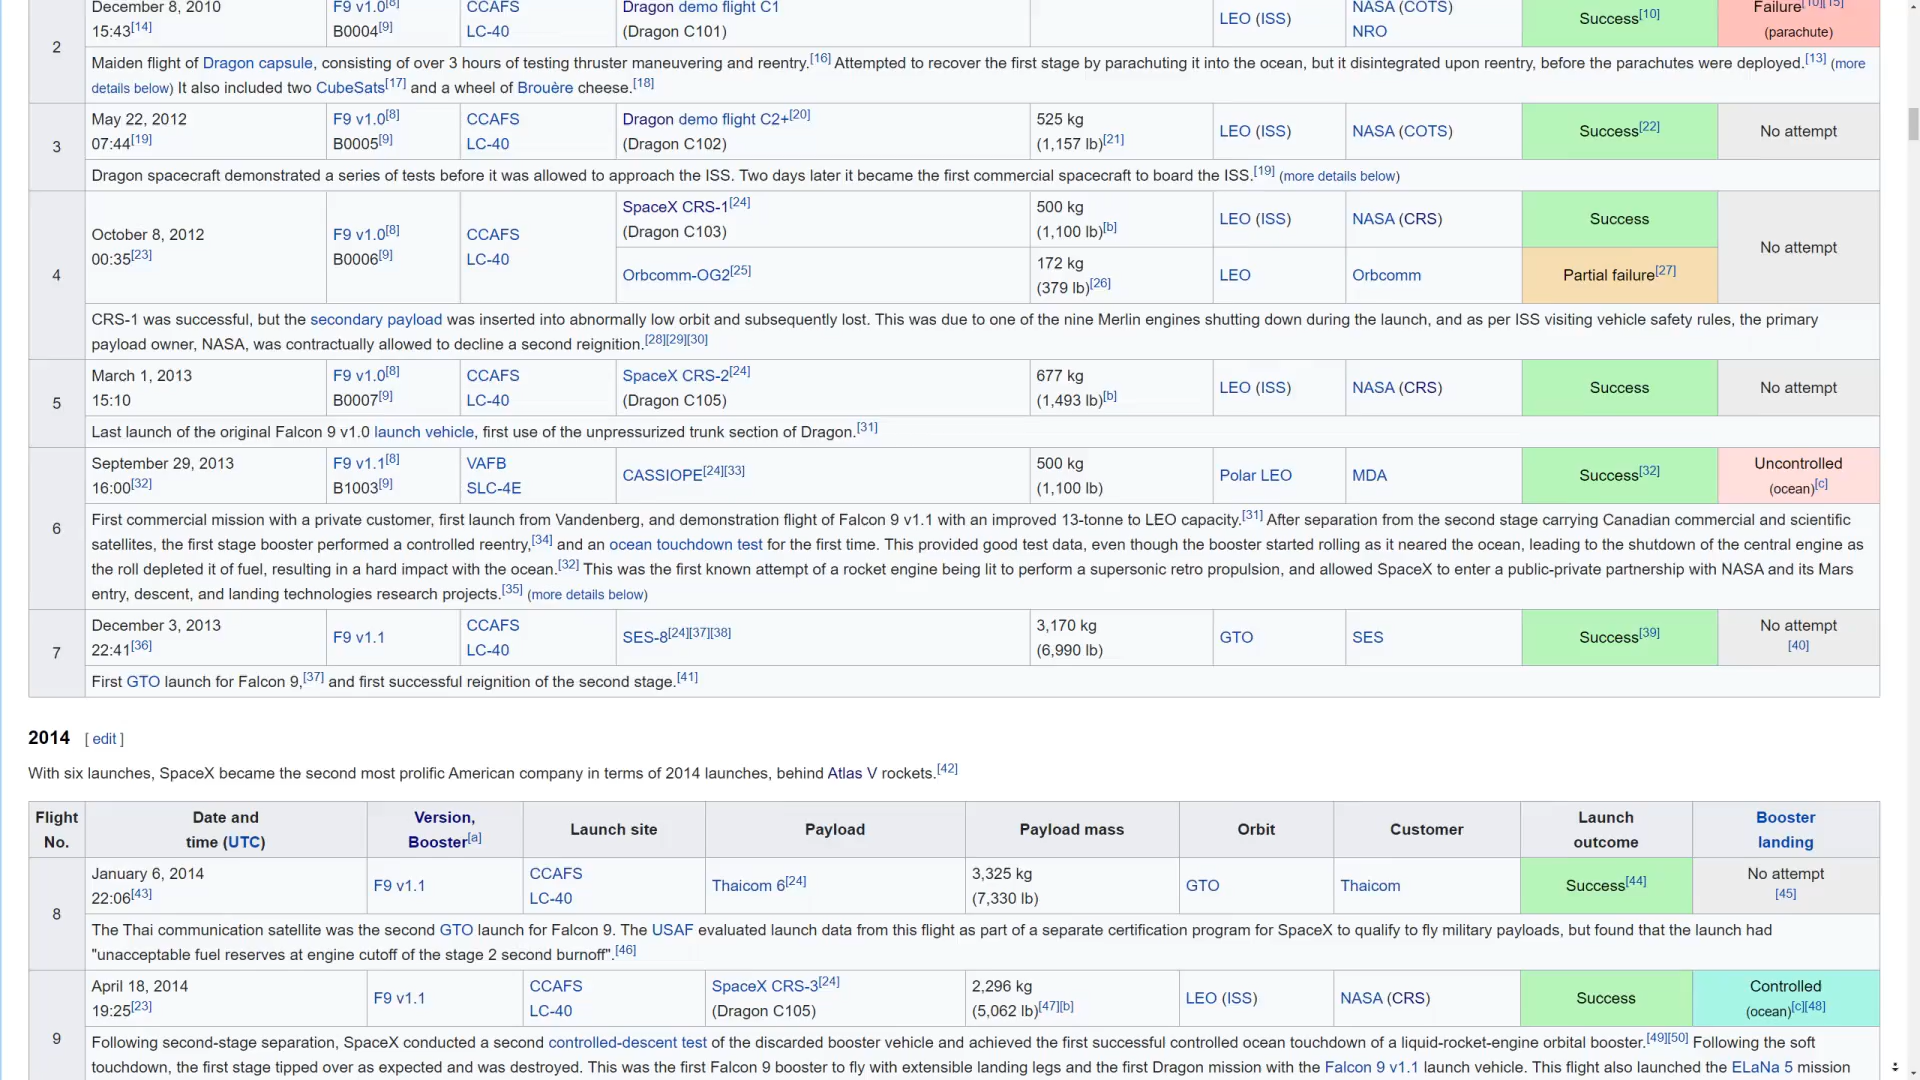 December 8, 2010
15:43[14]
F9 v1.0[8]
B0004[9]
CCAFS
LC-40
Dragon demo flight C1
(Dragon C101)
LEO (ISS)
NASA (COTS)
NRO
Success[10]
Failure[10][15]
(parachute)
2
Maiden flight of Dragon capsule, consisting of over 3 hours of testing thruster maneuvering and reentry.[16] Attempted to recover the first stage by parachuting it into the ocean, but it disintegrated upon reentry, before the parachutes were deployed.[13] (more
details below) It also included two CubeSats[17] and a wheel of Brouère cheese.[18]
3
May 22, 2012
07:44[19]
F9 v1.0[8]
B0005[9]
CCAFS
LC-40
Dragon demo flight C2+[20]
(Dragon C102)
525 kg
(1,157 lb)[21]
LEO (ISS)
NASA (COTS)
Success[22]
No attempt
Dragon spacecraft demonstrated a series of tests before it was allowed to approach the ISS. Two days later it became the first commercial spacecraft to board the ISS.[19] (more details below)
4
October 8, 2012
00:35[23]
F9 v1.0[8]
B0006[9]
CCAFS
LC-40
SpaceX CRS-1[24]
(Dragon C103)
500 kg
(1,100 lb)[b]
LEO (ISS)
NASA (CRS)
Success
No attempt
Orbcomm-OG2[25]
172 kg
(379 lb)[26]
LEO
Orbcomm
Partial failure[27]
CRS-1 was successful, but the secondary payload was inserted into abnormally low orbit and subsequently lost. This was due to one of the nine Merlin engines shutting down during the launch, and as per ISS visiting vehicle safety rules, the primary
payload owner, NASA, was contractually allowed to decline a second reignition.[28][29][30]
5
March 1, 2013
15:10
F9 v1.0[8]
B0007[9]
CCAFS
LC-40
SpaceX CRS-2[24]
(Dragon C105)
677 kg
(1,493 lb)[b]
LEO (ISS)
NASA (CRS)
Success
No attempt
Last launch of the original Falcon 9 v1.0 launch vehicle, first use of the unpressurized trunk section of Dragon.[31]
6
September 29, 2013
16:00[32]
F9 v1.1[8]
B1003[9]
VAFB
SLC-4E
CASSIOPE[24][33]
500 kg
(1,100 lb)
Polar LEO
MDA
Success[32]
Uncontrolled
(ocean)[c]
First commercial mission with a private customer, first launch from Vandenberg, and demonstration flight of Falcon 9 v1.1 with an improved 13-tonne to LEO capacity.[31] After separation from the second stage carrying Canadian commercial and scientific
satellites, the first stage booster performed a controlled reentry,[34] and an ocean touchdown test for the first time. This provided good test data, even though the booster started rolling as it neared the ocean, leading to the shutdown of the central engine as
the roll depleted it of fuel, resulting in a hard impact with the ocean.[32] This was the first known attempt of a rocket engine being lit to perform a supersonic retro propulsion, and allowed SpaceX to enter a public-private partnership with NASA and its Mars
entry, descent, and landing technologies research projects.[35] (more details below)
7
December 3, 2013
22:41[36]
F9 v1.1
CCAFS
LC-40
SES-8[24][37][38]
3,170 kg
(6,990 lb)
GTO
SES
Success[39]
No attempt
[40]
First GTO launch for Falcon 9,[37] and first successful reignition of the second stage.[41]
2014 [ edit ]
With six launches, SpaceX became the second most prolific American company in terms of 2014 launches, behind Atlas V rockets.[42]
Flight
No.
Date and
time (UTC)
Version,
Booster[a]
Launch site
Payload
Payload mass
Orbit
Customer
Launch
outcome
Booster
landing
8
January 6, 2014
22:06[43]
F9 v1.1
CCAFS
LC-40
Thaicom 6[24]
3,325 kg
(7,330 lb)
GTO
Thaicom
Success[44]
No attempt
[45]
The Thai communication satellite was the second GTO launch for Falcon 9. The USAF evaluated launch data from this flight as part of a separate certification program for SpaceX to qualify to fly military payloads, but found that the launch had
"unacceptable fuel reserves at engine cutoff of the stage 2 second burnoff".[46]
9
April 18, 2014
19:25[23]
F9 v1.1
CCAFS
LC-40
SpaceX CRS-3[24]
(Dragon C105)
2,296 kg
(5,062 lb)[47][b]
LEO (ISS)
NASA (CRS)
Success
Controlled
(ocean)[c][48]
Following second-stage separation, SpaceX conducted a second controlled-descent test of the discarded booster vehicle and achieved the first successful controlled ocean touchdown of a liquid-rocket-engine orbital booster.[49][50] Following the soft
touchdown, the first stage tipped over as expected and was destroyed. This was the first Falcon 9 booster to fly with extensible landing legs and the first Dragon mission with the Falcon 9 v1.1 launch vehicle. This flight also launched the ELaNa 5 mission